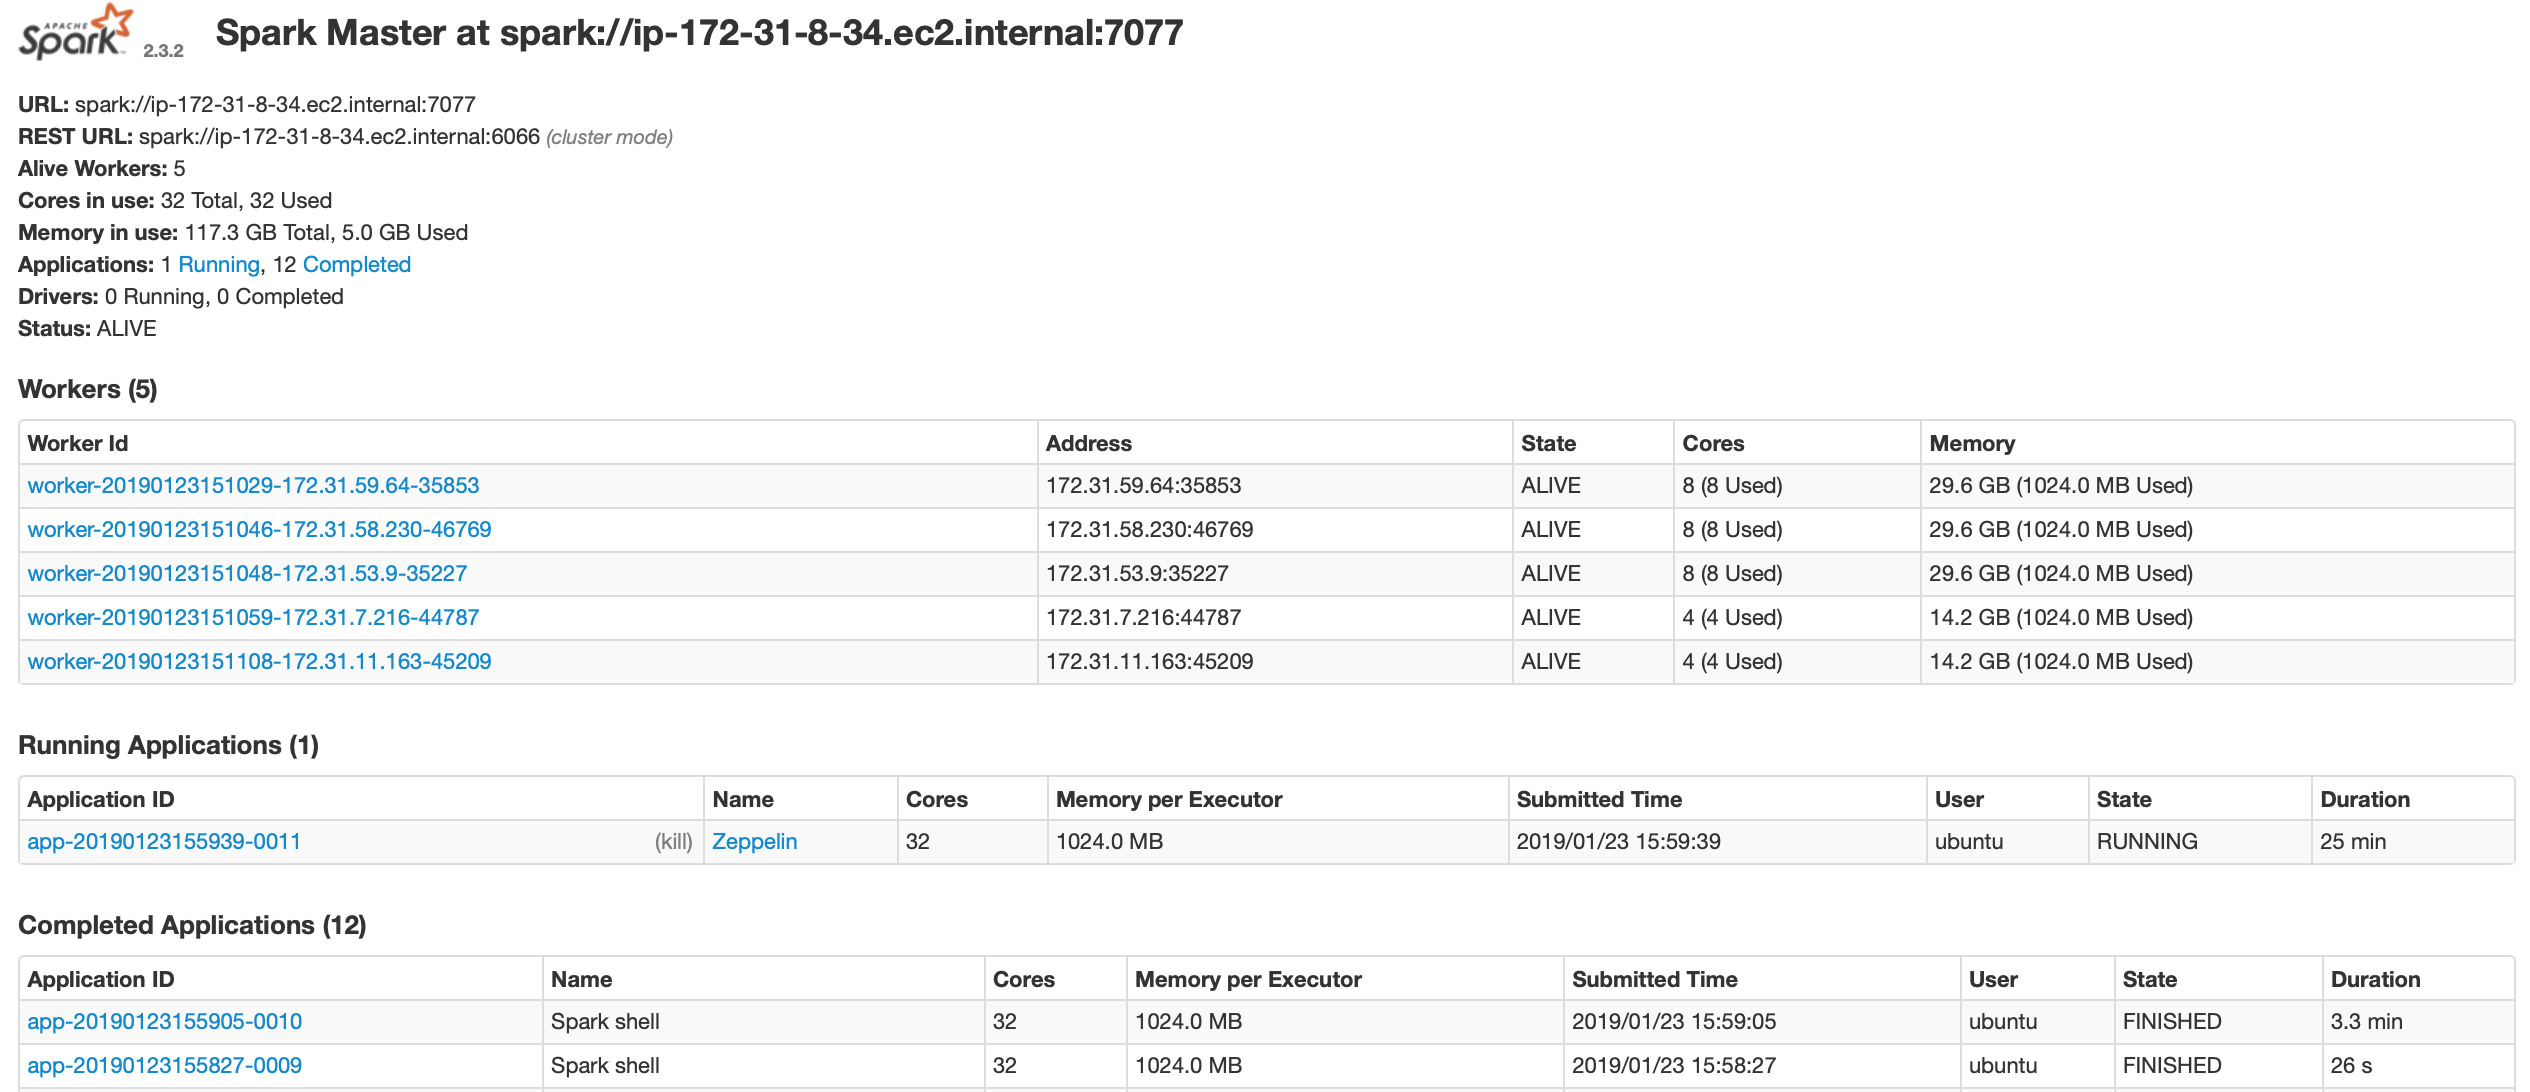 APACHE
Spark 2.3.2 Spark Master at spark://ip-172-31-8-34.ec2.internal:7077
URL: spark://ip-172-31-8-34.ec2.internal:7077
REST URL: spark://ip-172-31-8-34.ec2.internal:6066 (cluster mode)
Alive Workers: 5
Cores in use: 32 Total, 32 Used
Memory in use: 117.3 GB Total, 5.0 GB Used
Applications: 1 Running, 12 Completed
Drivers: 0 Running, 0 Completed
Status: ALIVE
Workers (5)
Worker Id Address State Cores Memory
worker-20190123151029-172.31.59.64-35853 172.31.59.64:35853 ALIVE 8 (8 Used) 29.6 GB (1024.0 MB Used)
worker-20190123151046-172.31.58.230-46769 172.31.58.230:46769 ALIVE 8 (8 Used) 29.6 GB (1024.0 MB Used)
worker-20190123151048-172.31.53.9-35227 172.31.53.9:35227 ALIVE 8 (8 Used) 29.6 GB (1024.0 MB Used)
worker-20190123151059-172.31.7.216-44787 172.31.7.216:44787 ALIVE 4 (4 Used) 14.2 GB (1024.0 MB Used)
worker-20190123151108-172.31.11.163-45209 172.31.11.163:45209 ALIVE 4 (4 Used) 14.2 GB (1024.0 MB Used)
Running Applications (1)
Application ID Name Cores Memory per Executor Submitted Time User State Duration
app-20190123155939-0011 (kill) Zeppelin 32 1024.0 MB 2019/01/23 15:59:39 ubuntu RUNNING 25 min
Completed Applications (12)
Application ID Name Cores Memory per Executor Submitted Time User State Duration
app-20190123155905-0010 Spark shell 32 1024.0 MB 2019/01/23 15:59:05 ubuntu FINISHED 3.3 min
app-20190123155827-0009 Spark shell 32 1024.0 MB 2019/01/23 15:58:27 ubuntu FINISHED 26 s